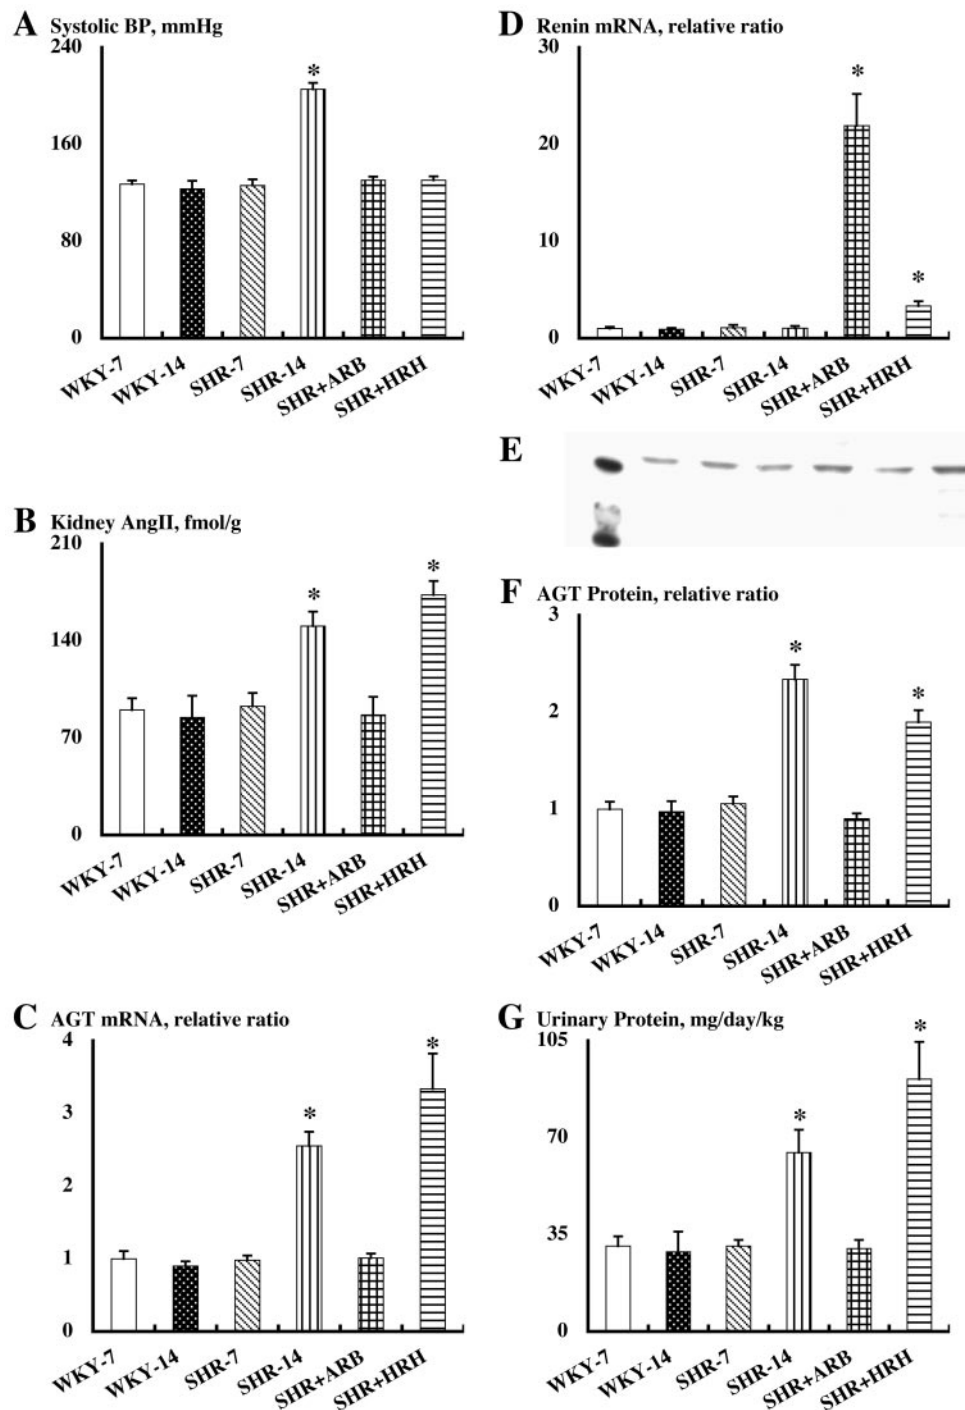 A Systolic BP, mmHg
240
*
160
80
0
WKY-7
WKY-14
SHR-7
SHR-14
SHR+ARB
SHR+HRH
B Kidney AngII, fmol/g
210
*
*
140
70
0
WKY-7
WKY-14
SHR-7
SHR-14
SHR+ARB
SHR+HRH
C AGT mRNA, relative ratio
4
*
3
*
2
1
0
WKY-7
WKY-14
SHR-7
SHR-14
SHR+ARB
SHR+HRH
D Renin mRNA, relative ratio
30
*
20
10
*
0
WKY-7
WKY-14
SHR-7
SHR-14
SHR+ARB
SHR+HRH
E
F AGT Protein, relative ratio
3
*
*
2
1
0
WKY-7
WKY-14
SHR-7
SHR-14
SHR+ARB
SHR+HRH
G Urinary Protein, mg/day/kg
105
*
*
70
35
0
WKY-7
WKY-14
SHR-7
SHR-14
SHR+ARB
SHR+HRH